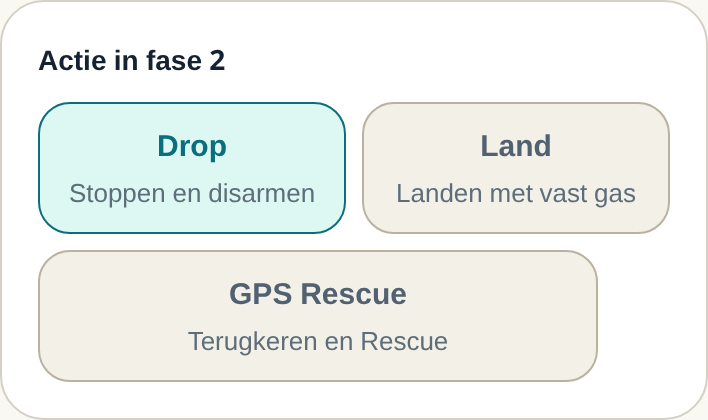 Actie in fase 2
Drop
Stoppen en disarmen
Land
Landen met vast gas
GPS Rescue
Terugkeren en Rescue